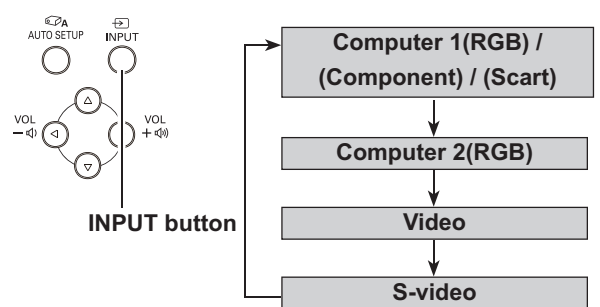 A
AUTO SETUP
INPUT
VOL
–
VOL
+
INPUT button
Computer 1(RGB) /
(Component) / (Scart)
Computer 2(RGB)
Video
S-video